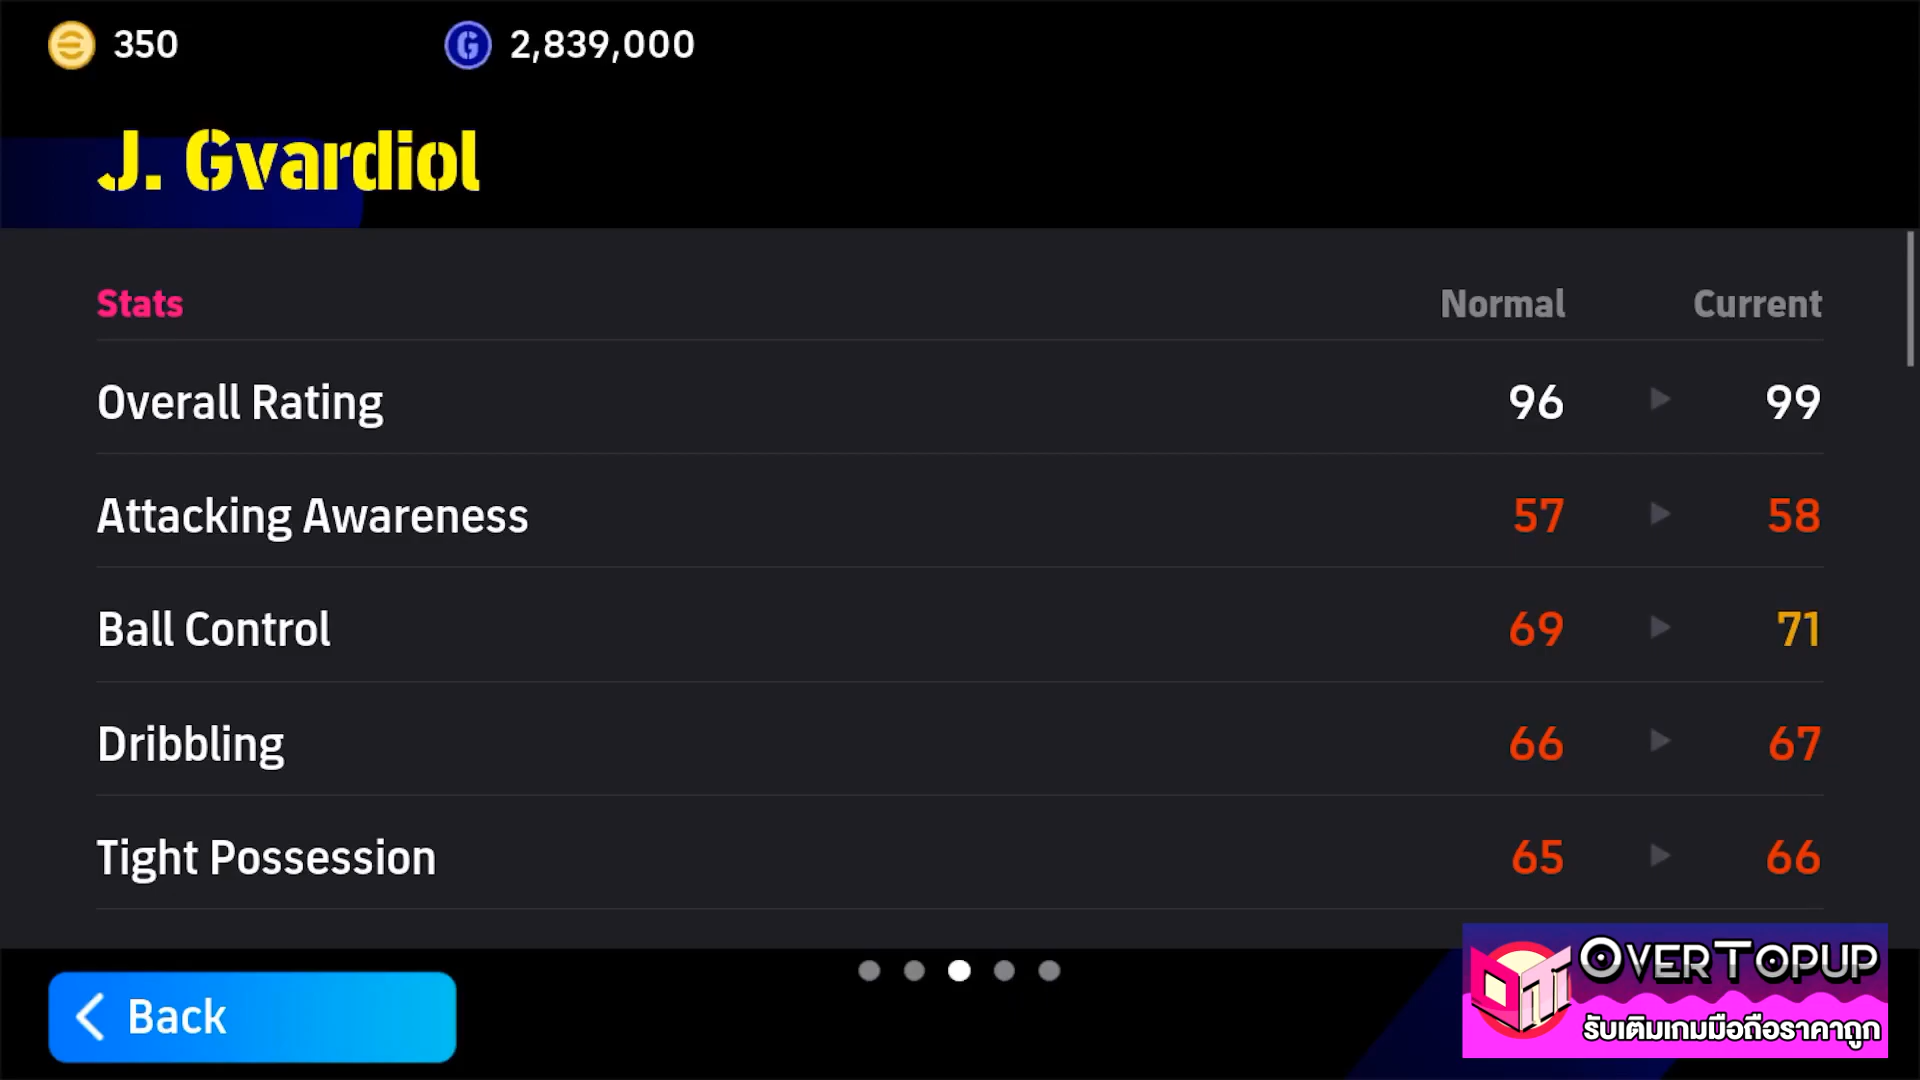 350 2,839,000
J. Gvardiol
Stats Normal Current
Overall Rating 96 99
Attacking Awareness 57 58
Ball Control 69 71
Dribbling 66 67
Tight Possession 65 66
Back
OVERTOPUP
รับเติมเกมมือถือราคาถูก